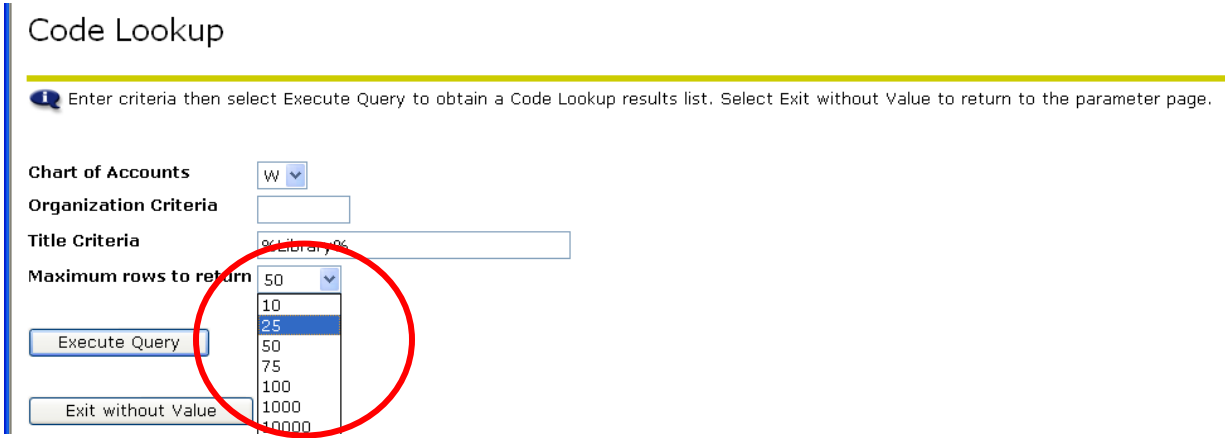 Code Lookup
Enter criteria then select Execute Query to obtain a Code Lookup results list. Select Exit without Value to return to the parameter page.
Chart of Accounts W
Organization Criteria
Title Criteria %Library%
Maximum rows to return 50
10
25
Execute Query
50
75
100
Exit without Value 1000
10000